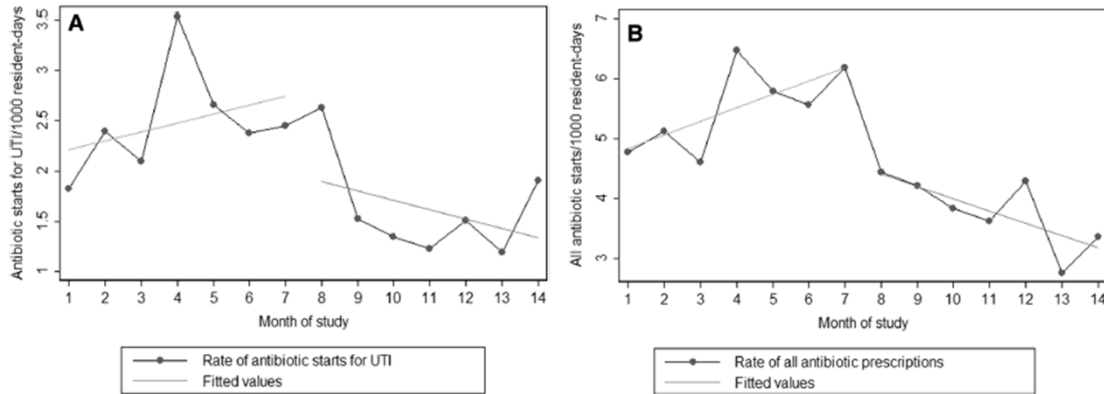 A
Antibiotic starts for UTI/1000 resident-days
3.5
3
2.5
2
1.5
1
1 2 3 4 5 6 7 8 9 10 11 12 13 14
Month of study
Rate of antibiotic starts for UTI
Fitted values
B
All antibiotic starts/1000 resident-days
7
6
5
4
3
1 2 3 4 5 6 7 8 9 10 11 12 13 14
Month of study
Rate of all antibiotic prescriptions
Fitted values